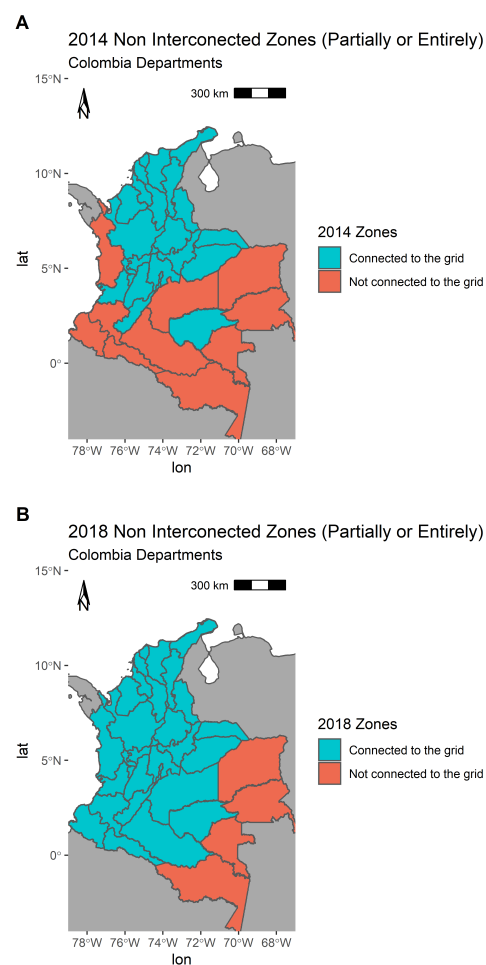 A
2014 Non Interconected Zones (Partially or Entirely)
Colombia Departments
15°N
300 km
N
10°N
5°N
0°
lat
78°W 76°W 74°W 72°W 70°W 68°W
lon
2014 Zones
Connected to the grid
Not connected to the grid
B
2018 Non Interconected Zones (Partially or Entirely)
Colombia Departments
15°N
300 km
N
10°N
5°N
0°
lat
78°W 76°W 74°W 72°W 70°W 68°W
lon
2018 Zones
Connected to the grid
Not connected to the grid